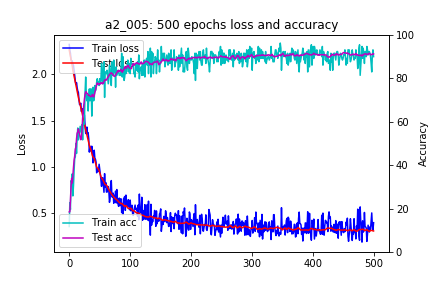 a2_005: 500 epochs loss and accuracy
Train loss
Test loss
Train acc
Test acc
Loss
2.0
1.5
1.0
0.5
Accuracy
100
80
60
40
20
0
0
100
200
300
400
500